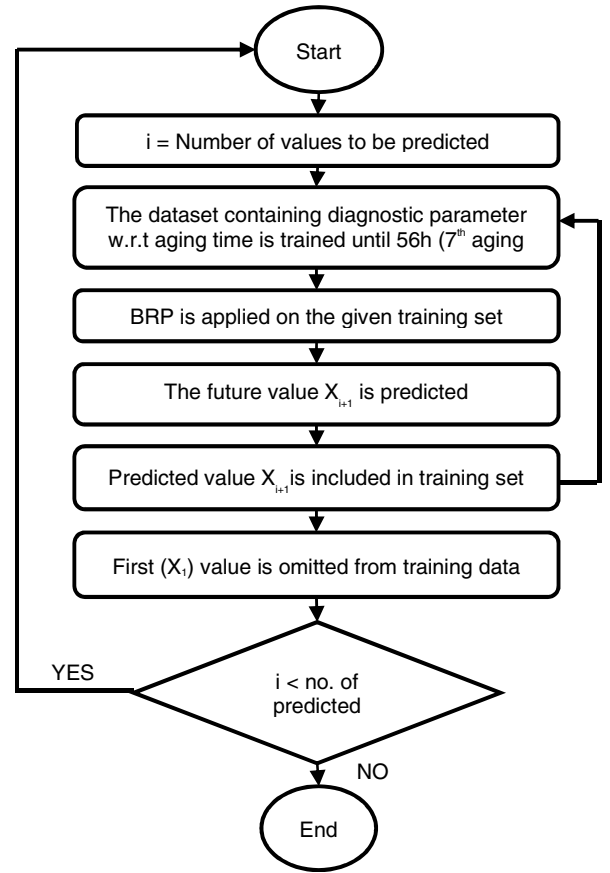 Start
i = Number of values to be predicted
The dataset containing diagnostic parameter
w.r.t aging time is trained until 56h (7th aging
BRP is applied on the given training set
The future value Xi+1 is predicted
Predicted value Xi+1 is included in training set
First (X1) value is omitted from training data
YES
i < no. of
predicted
NO
End